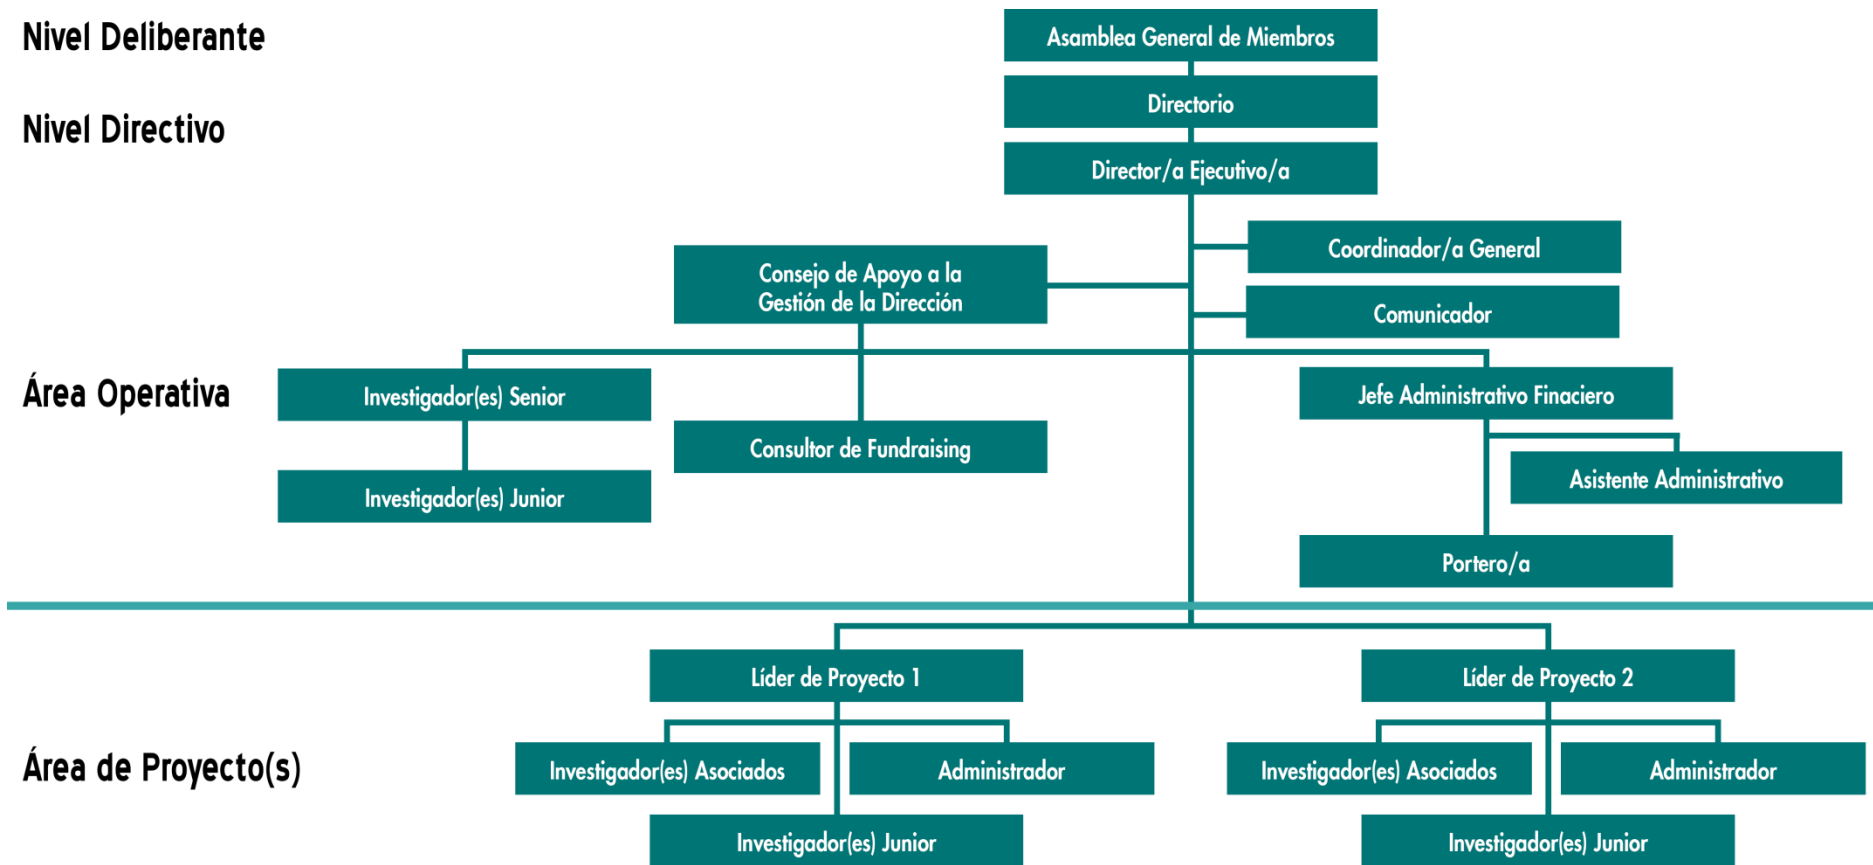 Nivel Deliberante
Asamblea General de Miembros
Directorio
Nivel Directivo
Director/a Ejecutivo/a
Coordinador/a General
Consejo de Apoyo a la
Gestión de la Dirección
Comunicador
Área Operativa
Investigador(es) Senior
Jefe Administrativo Finaciero
Consultor de Fundraising
Asistente Administrativo
Investigador(es) Junior
Portero/a
Líder de Proyecto 1
Líder de Proyecto 2
Área de Proyecto(s)
Investigador(es) Asociados
Administrador
Investigador(es) Asociados
Administrador
Investigador(es) Junior
Investigador(es) Junior